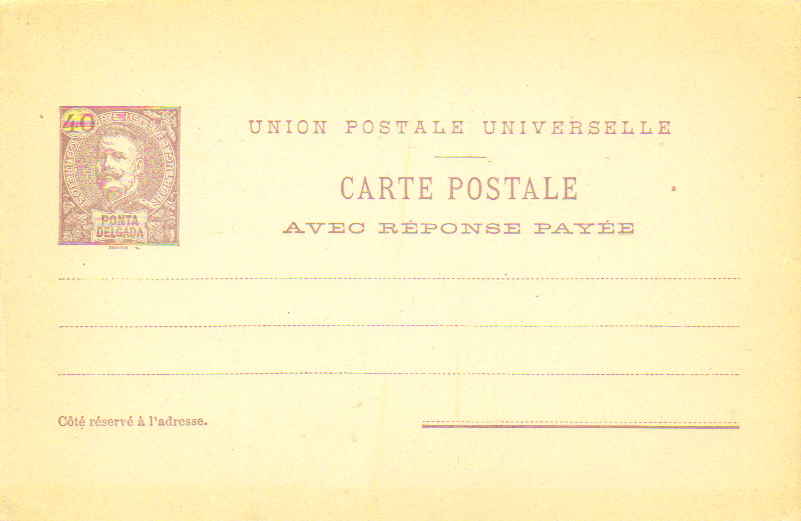 40
PONTA
DELGADA
UNION POSTALE UNIVERSELLE
CARTE POSTALE
AVEC RÉPONSE PAYÉE
Côté réservé à l'adresse.